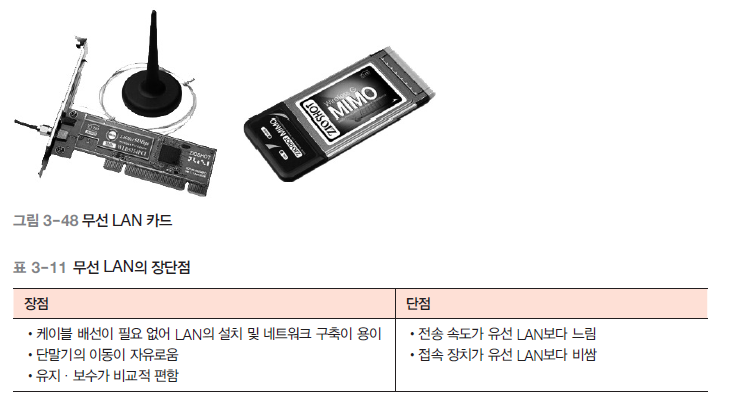 ZIOSHOT
MIMO
그림 3-48 무선 LAN 카드
표 3-11 무선 LAN의 장단점
장점
단점
• 케이블 배선이 필요 없어 LAN의 설치 및 네트워크 구축이 용이
• 단말기의 이동이 자유로움
• 유지 · 보수가 비교적 편함
• 전송 속도가 유선 LAN보다 느림
• 접속 장치가 유선 LAN보다 비쌈